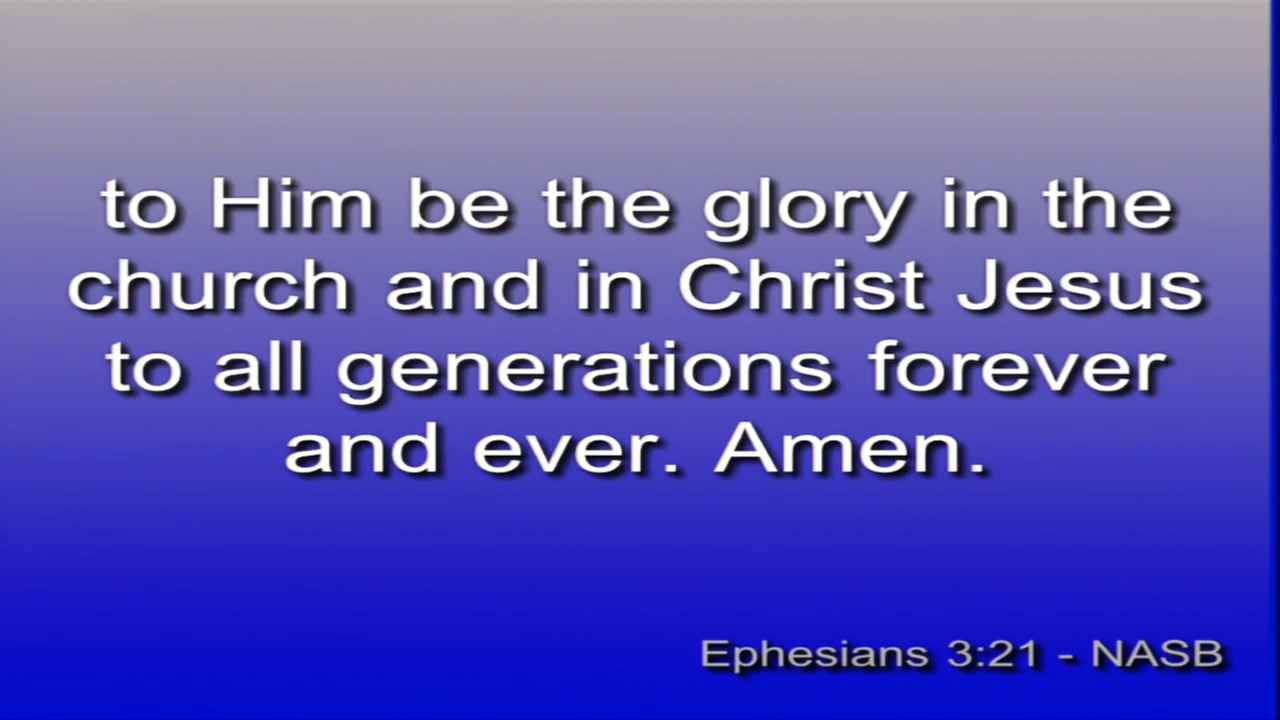 to Him be the glory in the
church and in Christ Jesus
to all generations forever
and ever. Amen.
Ephesians 3:21 - NASB